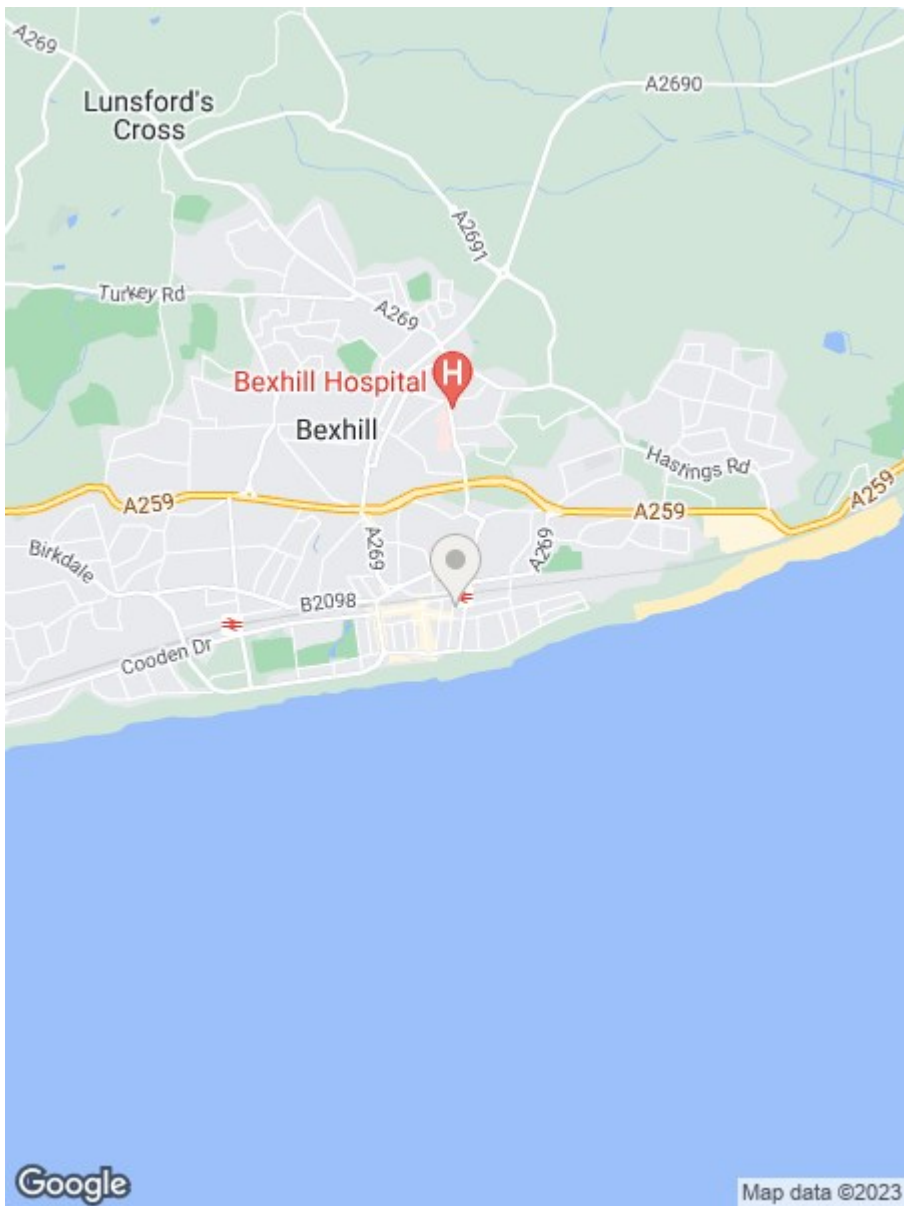 A269
A2690
Lunsford's
Cross
A2691
Turkey Rd
A269
Bexhill Hospital
H
Bexhill
Hastings Rd
A259
A259
A259
Birkdale
A269
A269
B2098
Cooden Dr
Google
Map data ©2023